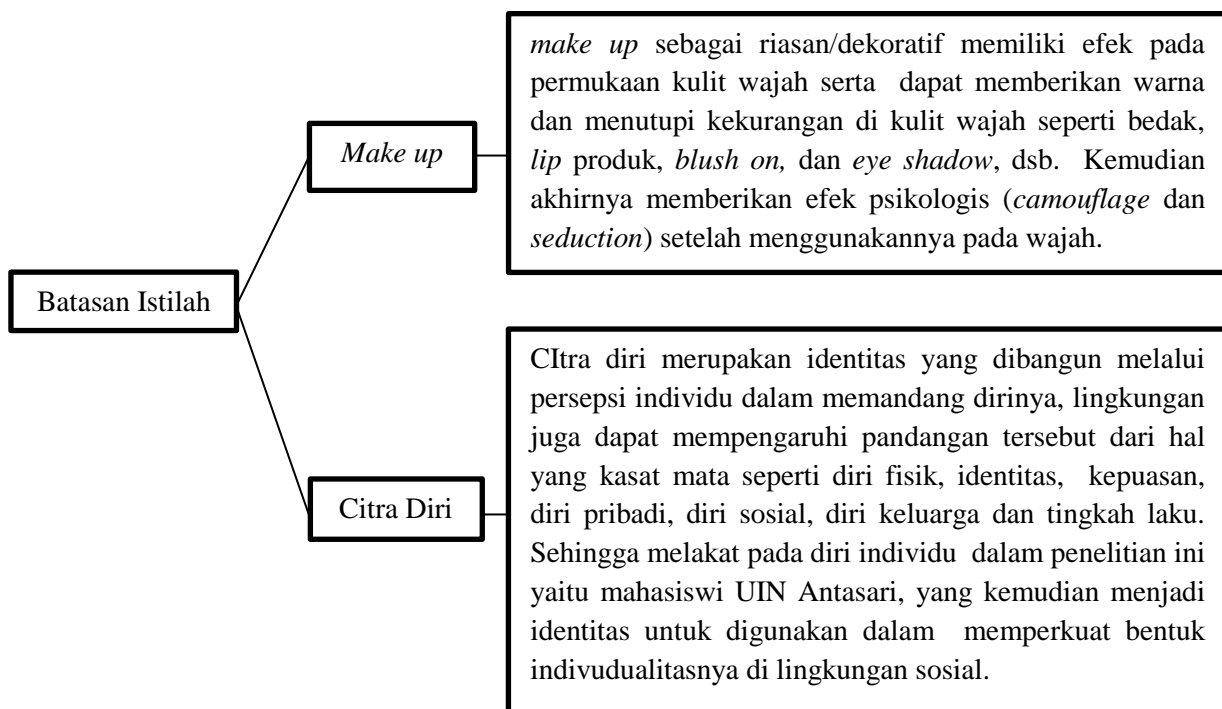 Batasan Istilah
Make up
make up sebagai riasan/dekoratif memiliki efek pada
permukaan kulit wajah serta dapat memberikan warna
dan menutupi kekurangan di kulit wajah seperti bedak,
lip produk, blush on, dan eye shadow, dsb. Kemudian
akhirnya memberikan efek psikologis (camouflage dan
seduction) setelah menggunakannya pada wajah.
Citra Diri
CItra diri merupakan identitas yang dibangun melalui
persepsi individu dalam memandang dirinya, lingkungan
juga dapat mempengaruhi pandangan tersebut dari hal
yang kasat mata seperti diri fisik, identitas, kepuasan,
diri pribadi, diri sosial, diri keluarga dan tingkah laku.
Sehingga melakat pada diri individu dalam penelitian ini
yaitu mahasiswi UIN Antasari, yang kemudian menjadi
identitas untuk digunakan dalam memperkuat bentuk
indivudualitasnya di lingkungan sosial.